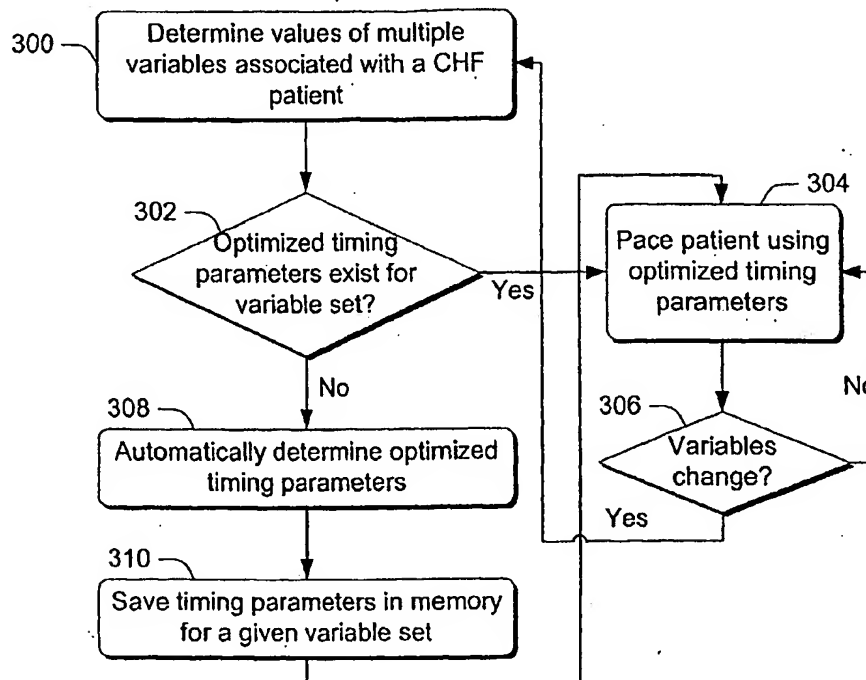 300
Determine values of multiple
variables associated with a CHF
patient
302
Optimized timing
parameters exist for
variable set?
Yes
304
Pace patient using
optimized timing
parameters
No
308
Automatically determine optimized
timing parameters
306
Variables
change?
No
Yes
310
Save timing parameters in memory
for a given variable set